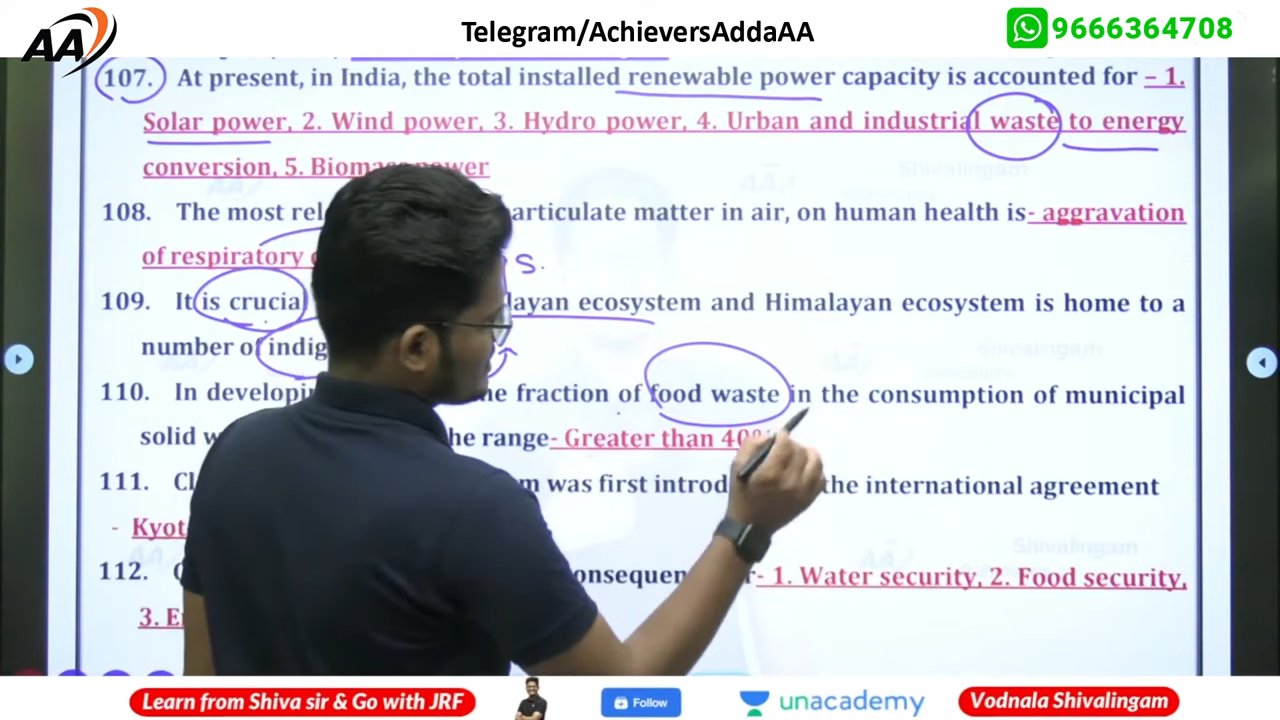 AA
Telegram/AchieversAddaAA
9666364708
107. At present, in India, the total installed renewable power capacity is accounted for – 1.
Solar power, 2. Wind power, 3. Hydro power, 4. Urban and industrial waste to energy
conversion, 5. Biomass power
108. The most articulate matter in air, on human health is- aggravation
of respiratory
S.
109. It is crucial layan ecosystem and Himalayan ecosystem is home to a
number of indig
110. In developi he fraction of food waste in the consumption of municipal
solid he range- Greater than 40%
111. Cl m was first introd the international agreement
- Kyot
112. onsequen - 1. Water security, 2. Food security,
3. E
Shivalingam
Shivalingam
Shivalingam
Learn from Shiva sir & Go with JRF
Follow
unacademy
Vodnala Shivalingam